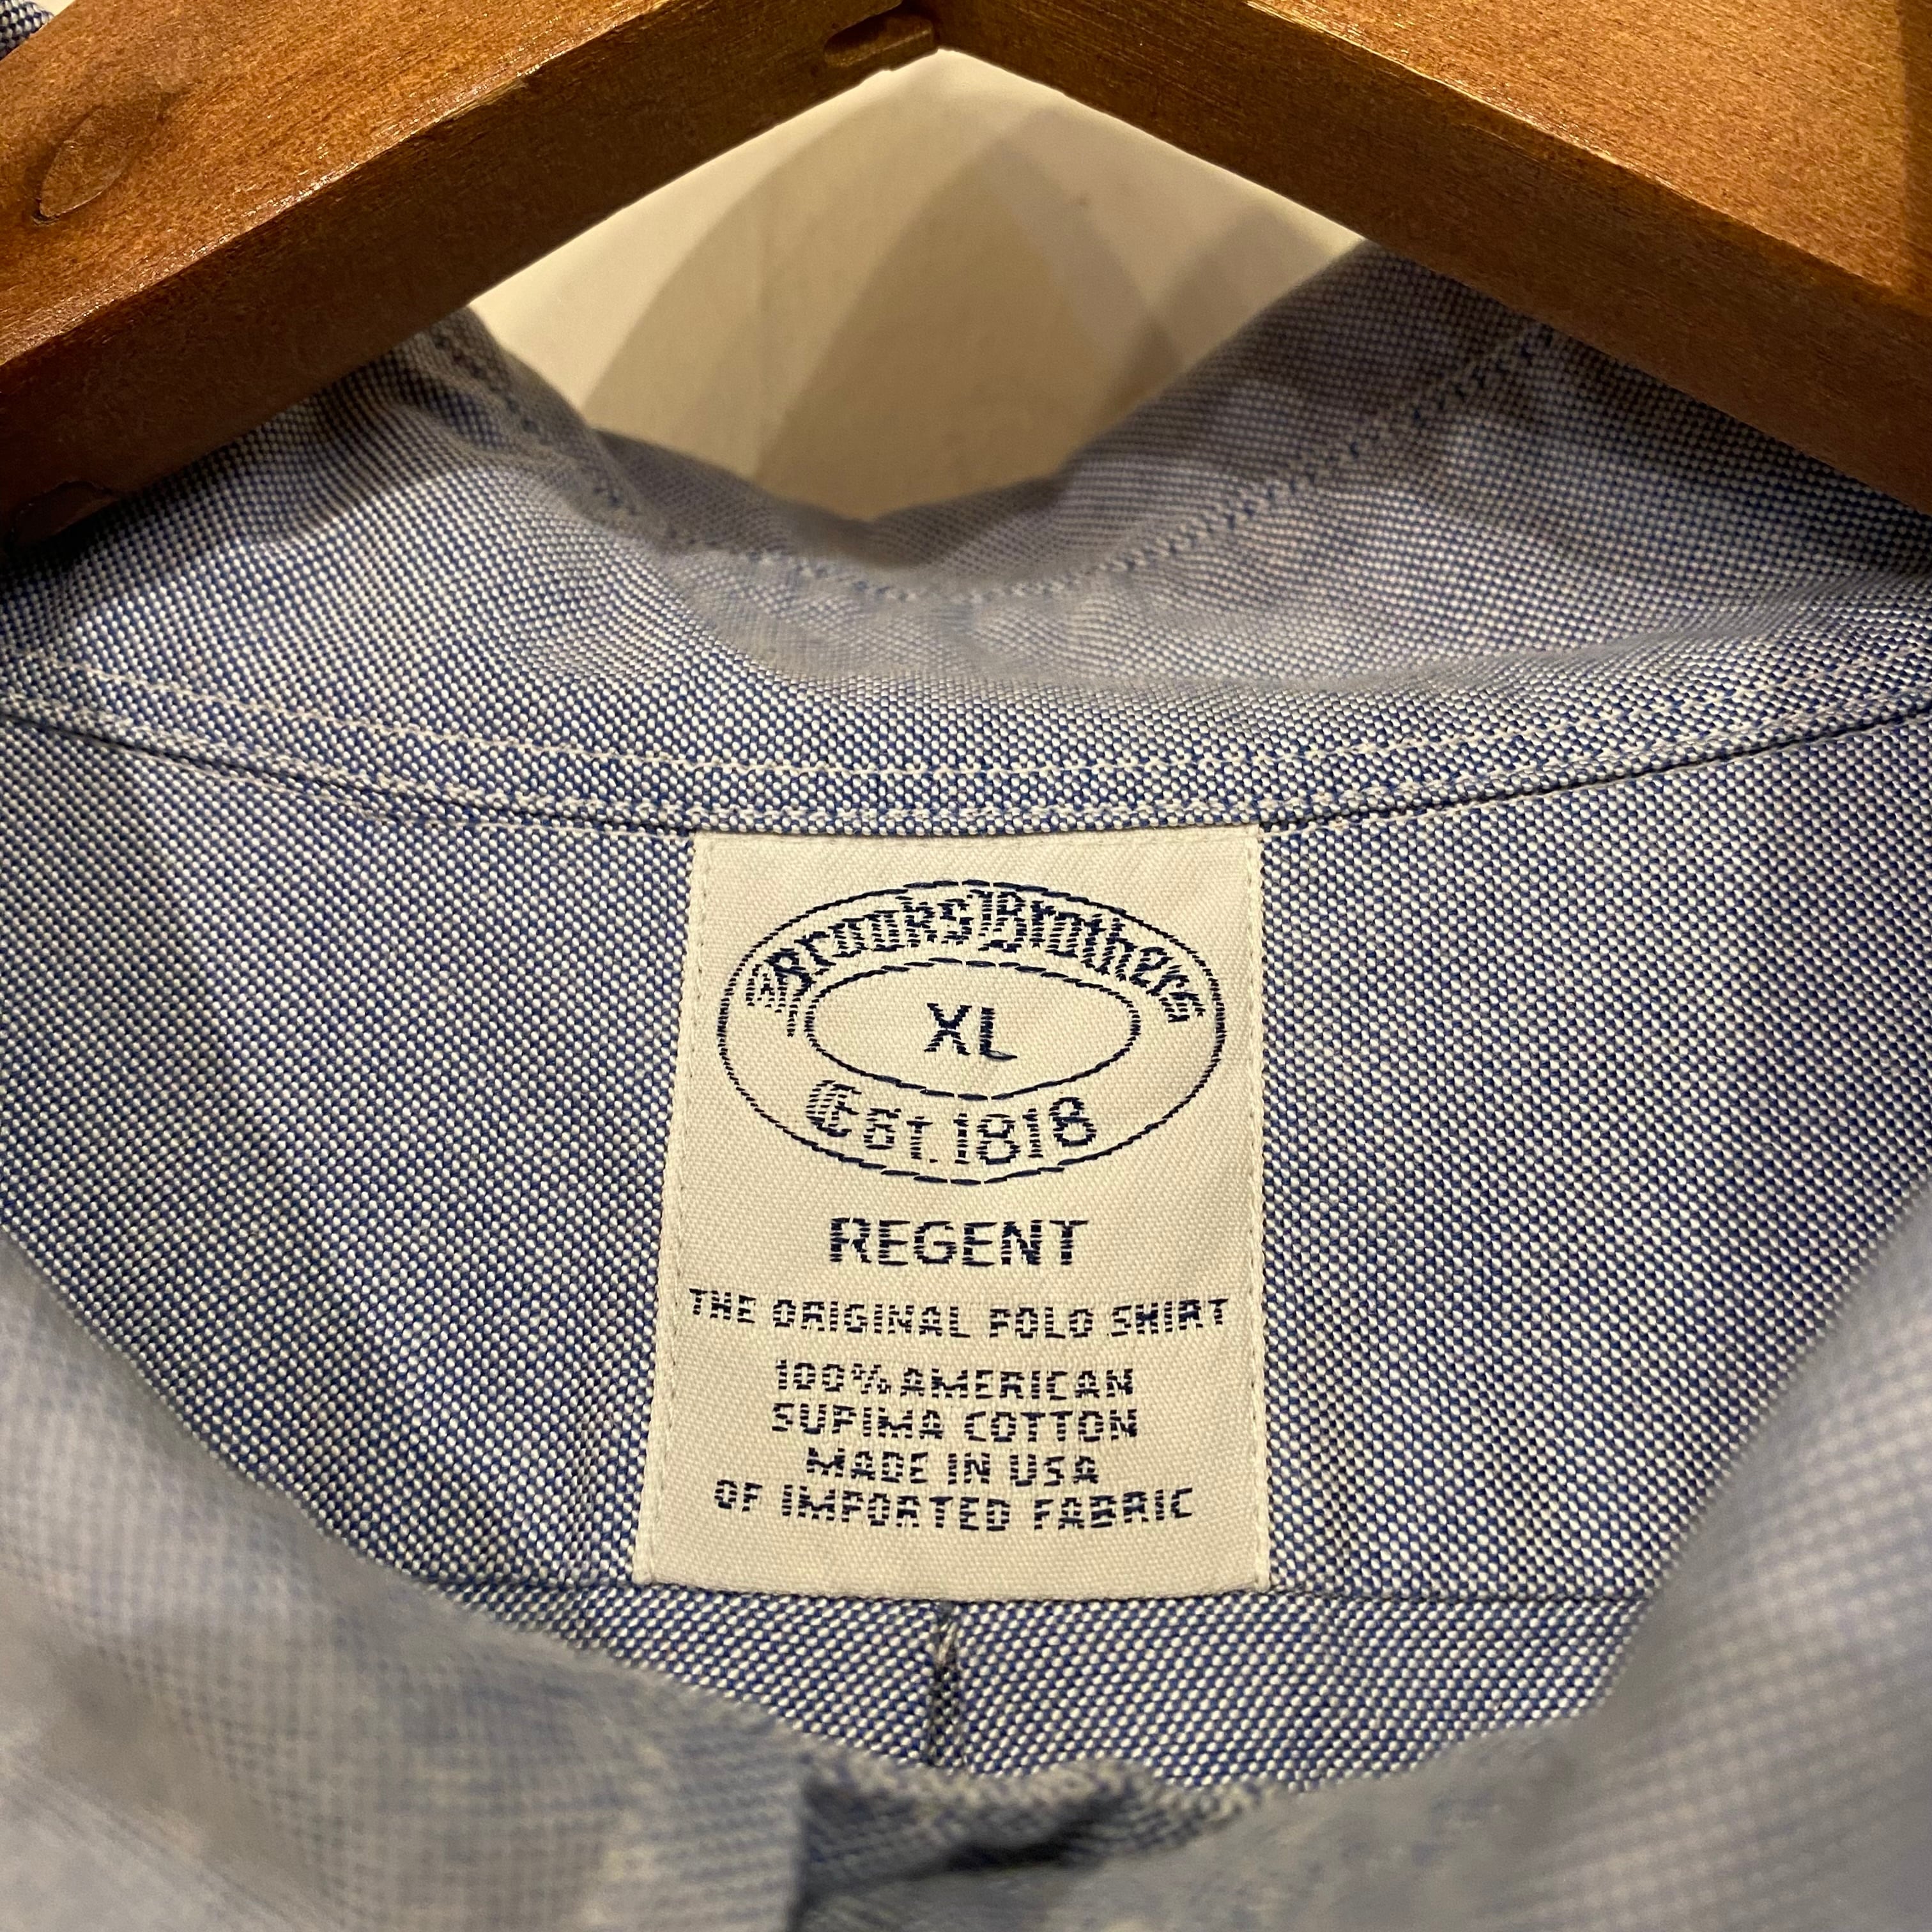 Brooks Brothers
XL
Est. 1818
REGENT
THE ORIGINAL POLO SHIRT
100% AMERICAN
SUPIMA COTTON
MADE IN USA
OF IMPORTED FABRIC